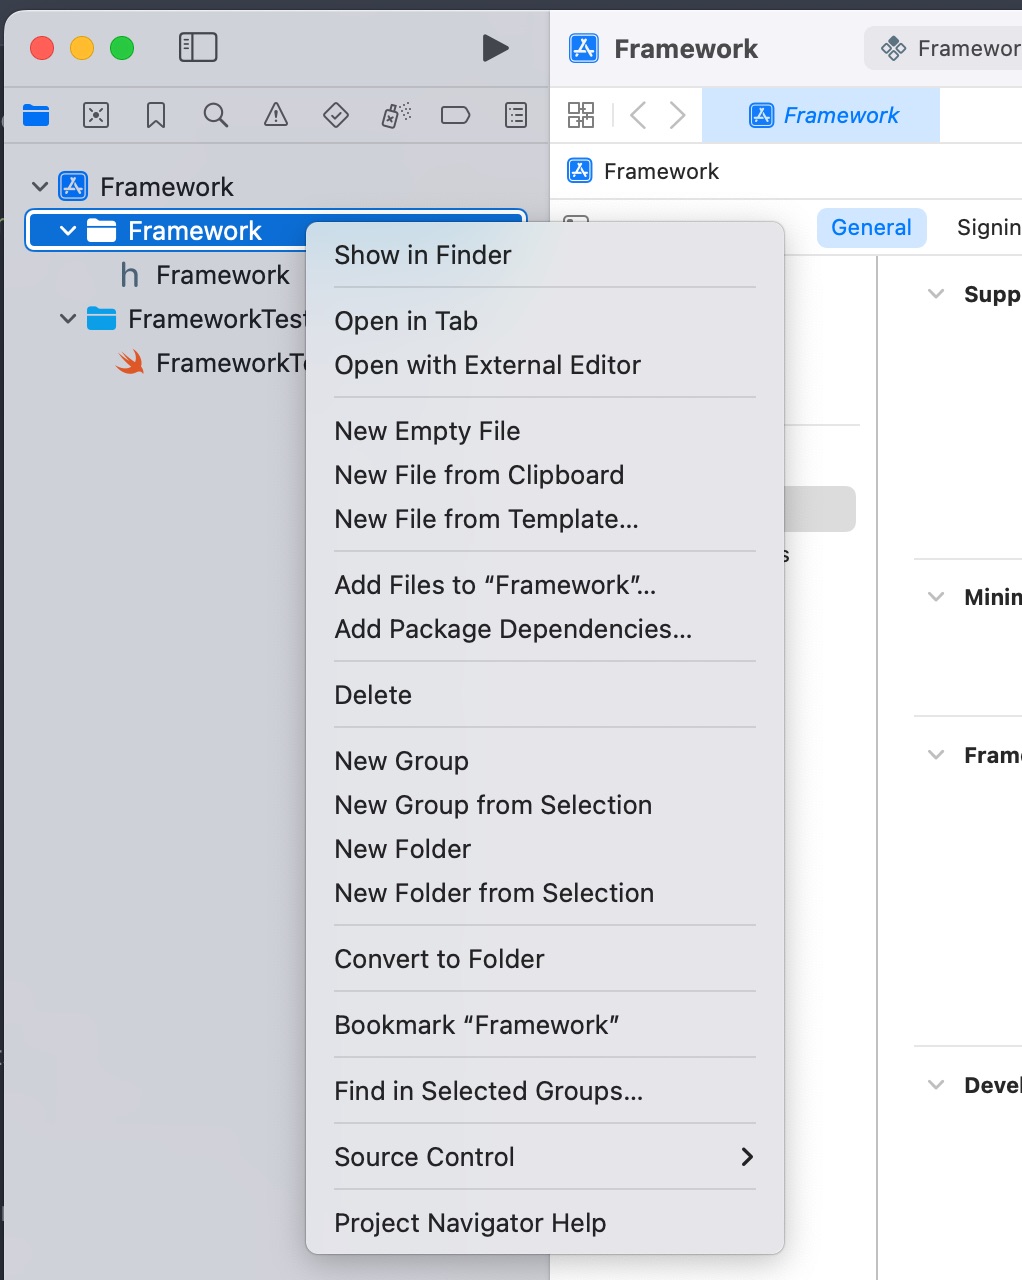 Framework
Framewor
Framework
Framework
Framework
General
Signin
Framework
h Framework
FrameworkTest
FrameworkT
Show in Finder
Open in Tab
Open with External Editor
New Empty File
New File from Clipboard
New File from Template...
Add Files to “Framework”...
Add Package Dependencies...
Delete
New Group
New Group from Selection
New Folder
New Folder from Selection
Convert to Folder
Bookmark “Framework”
Find in Selected Groups...
Source Control
Project Navigator Help
s
Supp
Minim
Frame
Devel